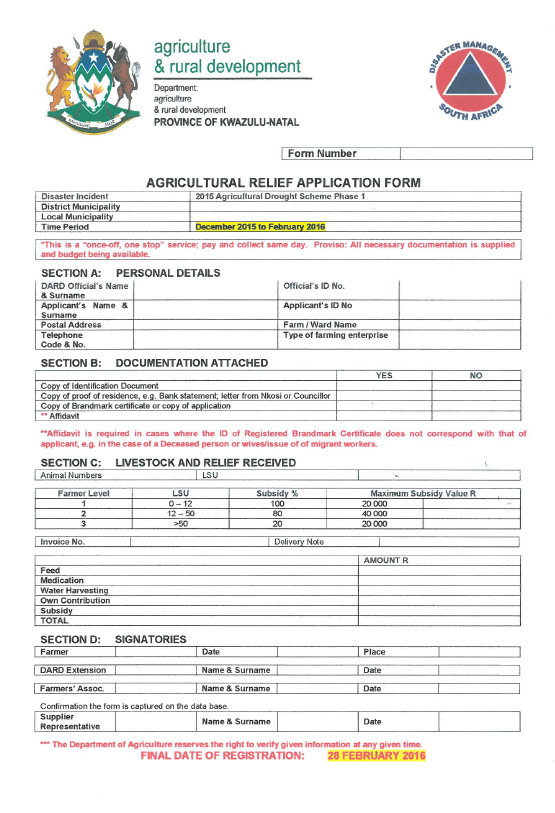 agriculture
& rural development
Department:
agriculture
& rural development
PROVINCE OF KWAZULU-NATAL
DISASTER MANAGEMENT
SOUTH AFRICA
Form Number
AGRICULTURAL RELIEF APPLICATION FORM
Disaster Incident 2015 Agricultural Drought Scheme Phase 1
District Municipality
Local Municipality
Time Period December 2015 to February 2016
*This is a "once-off, one stop" service; pay and collect same day. Proviso: All necessary documentation is supplied
and budget being available.
SECTION A: PERSONAL DETAILS
DARD Official's Name Official's ID No.
& Surname
Applicant's Name & Applicant's ID No
Surname
Postal Address Farm / Ward Name
Telephone Type of farming enterprise
Code & No.
SECTION B: DOCUMENTATION ATTACHED
YES NO
Copy of Identification Document
Copy of proof of residence, e.g. Bank statement; letter from Nkosi or Councillor
Copy of Brandmark certificate or copy of application
** Affidavit
**Affidavit is required in cases where the ID of Registered Brandmark Certificate does not correspond with that of
applicant, e.g. in the case of a Deceased person or wives/issue of of migrant workers.
SECTION C: LIVESTOCK AND RELIEF RECEIVED
Animal Numbers LSU
Farmer Level LSU Subsidy % Maximum Subsidy Value R
1 0 – 12 100 20 000
2 12 – 50 80 40 000
3 >50 20 20 000
Invoice No. Delivery Note
AMOUNT R
Feed
Medication
Water Harvesting
Own Contribution
Subsidy
TOTAL
SECTION D: SIGNATORIES
Farmer Date Place
DARD Extension Name & Surname Date
Farmers' Assoc. Name & Surname Date
Confirmation the form is captured on the data base.
Supplier Name & Surname Date
Representative
*** The Department of Agriculture reserves the right to verify given information at any given time.
FINAL DATE OF REGISTRATION: 28 FEBRUARY 2016